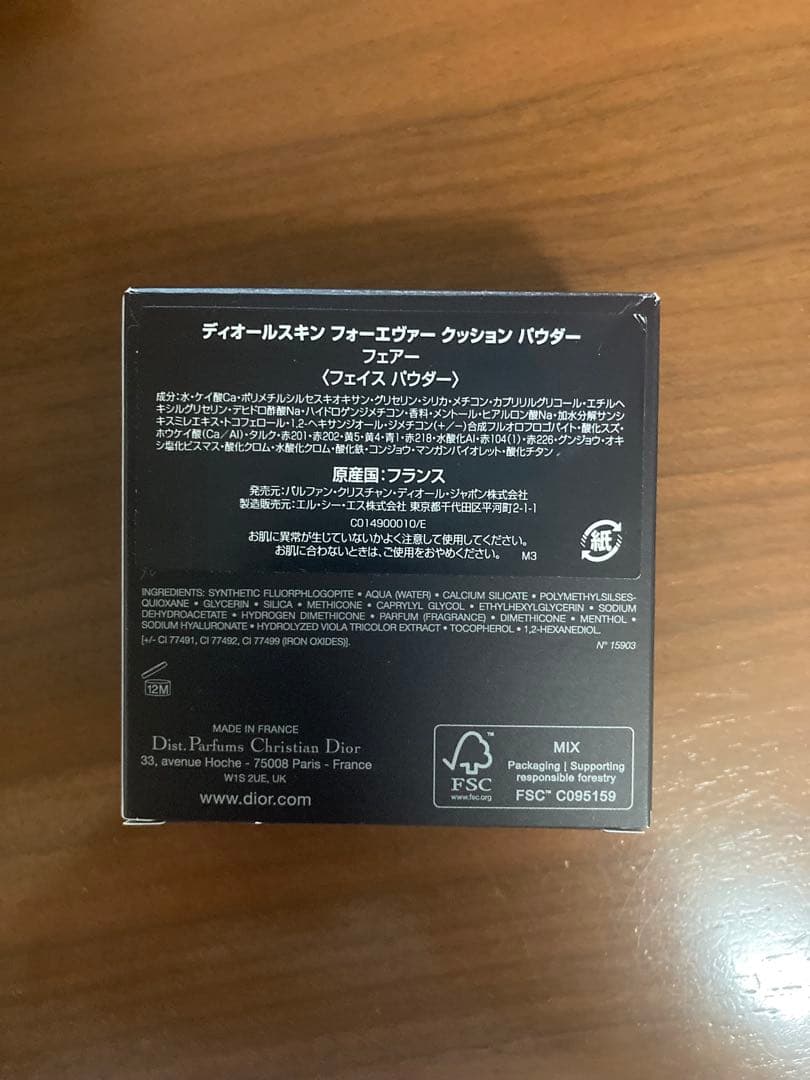 ディオールスキン フォーエヴァー クッション パウダー
フェアー
〈フェイス パウダー〉
成分：水・ケイ酸Ca・ポリメチルシルセスキオキサン・グリセリン・シリカ・メチコン・カプリリルグリコール・エチルヘ
キシルグリセリン・デヒドロ酢酸Na・ハイドロゲンジメチコン・香料・メントール・ヒアルロン酸Na・加水分解サンシ
キスミレエキス・トコフェロール・1,2-ヘキサンジオール・ジメチコン(+/-)合成フルオロフロゴパイト・酸化スズ・
ホウケイ酸(Ca/Al)・タルク・赤201・赤202・黄5・黄4・青1・赤218・水酸化Al・赤104(1)・赤226・グンジョウ・オキ
シ塩化ビスマス・酸化クロム・水酸化クロム・酸化鉄・コンジョウ・マンガンバイオレット・酸化チタン
原産国：フランス
発売元：パルファン・クリスチャン・ディオール・ジャポン株式会社
製造販売元：エル・シー・エス株式会社 東京都千代田区平河町2-1-1
C014900010/E
お肌に異常が生じていないかよく注意して使用してください。
お肌に合わないときは、ご使用をおやめください。 M3
紙
INGREDIENTS: SYNTHETIC FLUORPHLOGOPITE • AQUA (WATER) • CALCIUM SILICATE • POLYMETHYLSILSES-
QUIOXANE • GLYCERIN • SILICA • METHICONE • CAPRYLYL GLYCOL • ETHYLHEXYLGLYCERIN • SODIUM
DEHYDROACETATE • HYDROGEN DIMETHICONE • PARFUM (FRAGRANCE) • DIMETHICONE • MENTHOL •
SODIUM HYALURONATE • HYDROLYZED VIOLA TRICOLOR EXTRACT • TOCOPHEROL • 1,2-HEXANEDIOL.
[+/- CI 77491, CI 77492, CI 77499 (IRON OXIDES)].
N° 15903
12M
MADE IN FRANCE
Dist. Parfums Christian Dior
33, avenue Hoche - 75008 Paris - France
W1S 2UE, UK
www.dior.com
FSC
www.fsc.org
MIX
Packaging | Supporting
responsible forestry
FSC™ C095159